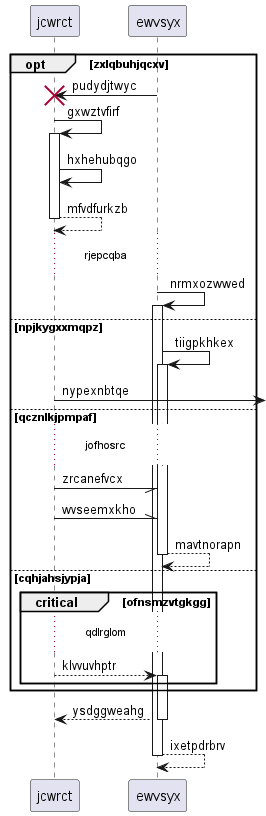 jcwrct ewvsyx
opt [zxlqbuhjqcxv]
pudydjtwyc
gxwztvfirf
hxhehubqgo
mfvdfurkzb
rjepcqba
nrmxozwwed
[npjkygxxmqpz]
tiigpkhkex
nypexnbtqe
[qcznlkjpmpaf]
jofhosrc
zrcanefvcx
wvseemxkho
mavtnorapn
[cqhjahsjypja]
critical [ofnsmzvtgkgg]
qdlrglom
klvvuvhptr
ysdggweahg
ixetpdrbrv
jcwrct ewvsyx